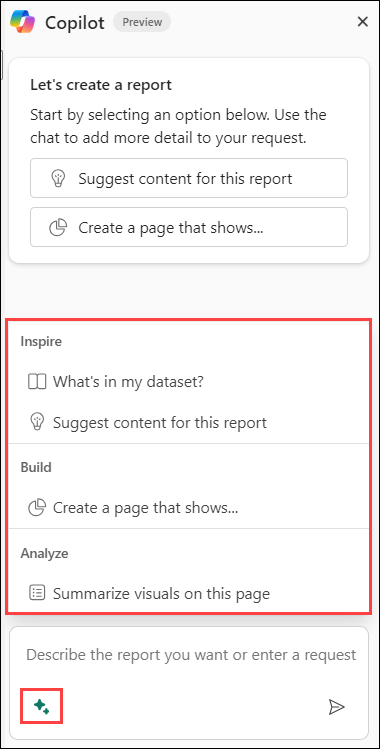 Copilot Preview
Let's create a report
Start by selecting an option below. Use the
chat to add more detail to your request.
Suggest content for this report
Create a page that shows...
Inspire
What's in my dataset?
Suggest content for this report
Build
Create a page that shows...
Analyze
Summarize visuals on this page
Describe the report you want or enter a request